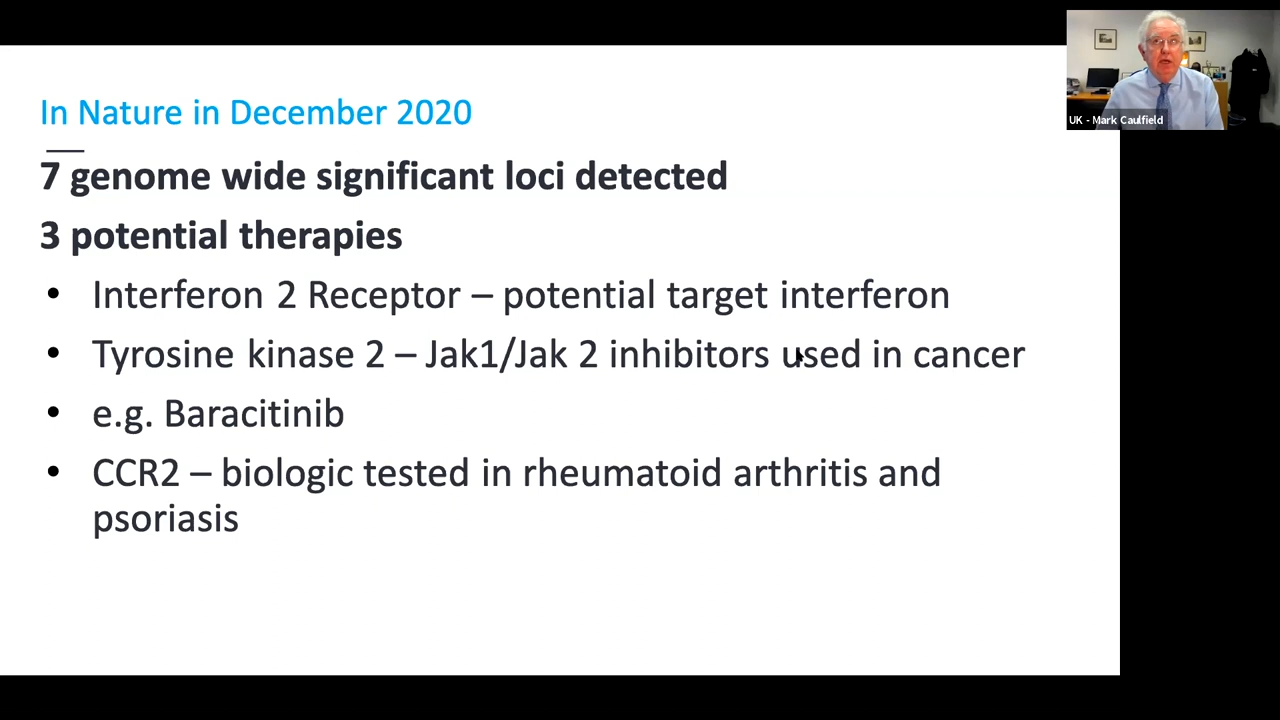 In Nature in December 2020
7 genome wide significant loci detected
3 potential therapies
• Interferon 2 Receptor – potential target interferon
• Tyrosine kinase 2 – Jak1/Jak 2 inhibitors used in cancer
• e.g. Baracitinib
• CCR2 – biologic tested in rheumatoid arthritis and
psoriasis
UK - Mark Caulfield